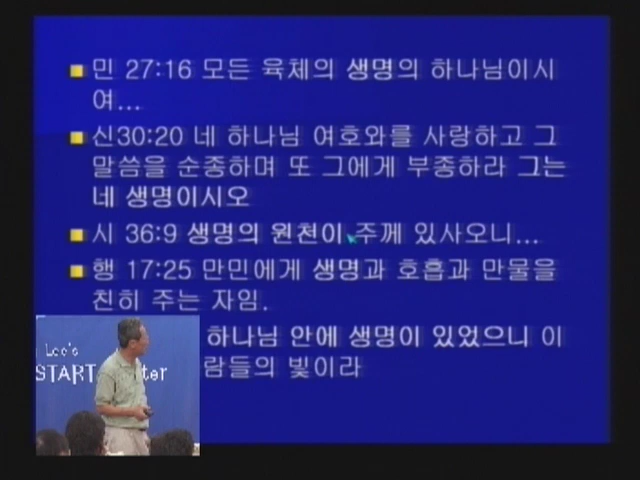 민 27:16 모든 육체의 생명의 하나님이시
여...
신30:20 네 하나님 여호와를 사랑하고 그
말씀을 순종하며 또 그에게 부종하라 그는
네 생명이시오
시 36:9 생명의 원천이 주께 있사오니...
행 17:25 만민에게 생명과 호흡과 만물을
친히 주는 자임.
하나님 안에 생명이 있었으니 이
람들의 빛이라
Lee's
START ter